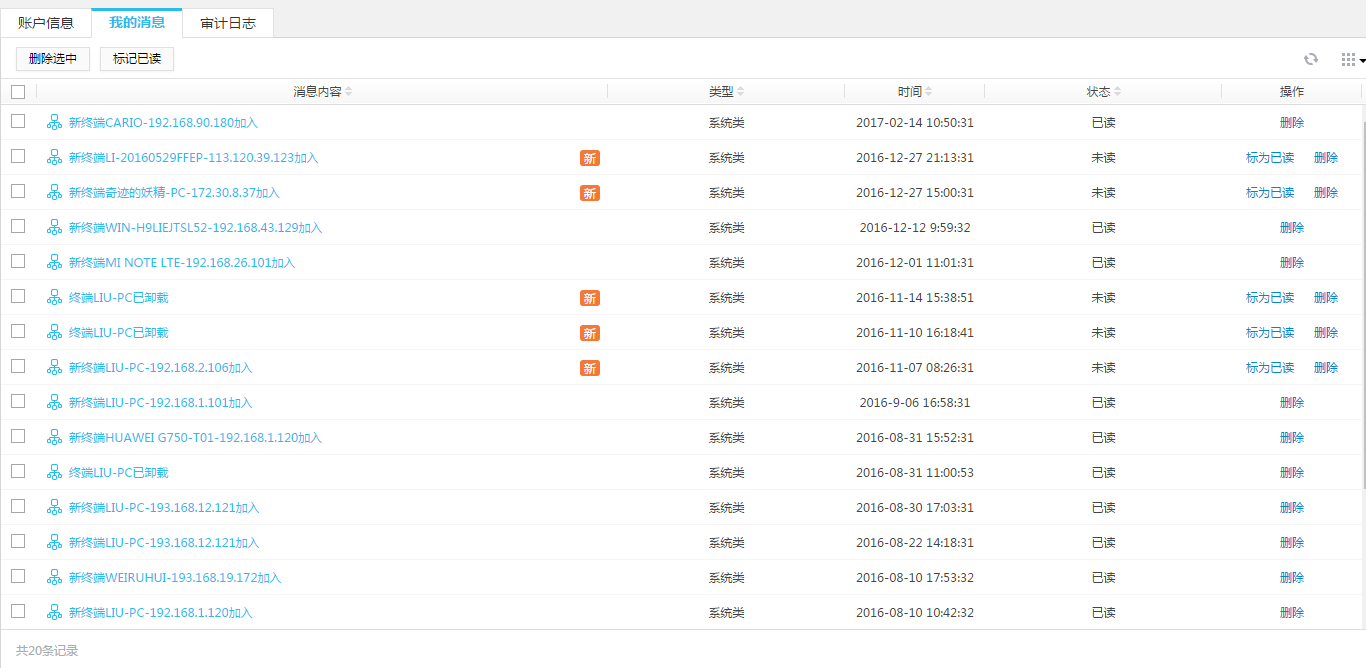 账户信息 我的消息 审计日志
删除选中 标记已读
消息内容 类型 时间 状态 操作
新终端CARIO-192.168.90.180加入 系统类 2017-02-14 10:50:31 已读 删除
新终端LI-20160529FFEP-113.120.39.123加入 新 系统类 2016-12-27 21:13:31 未读 标为已读 删除
新终端奇迹的妖精-PC-172.30.8.37加入 新 系统类 2016-12-27 15:00:31 未读 标为已读 删除
新终端WIN-H9LIEJTSL52-192.168.43.129加入 系统类 2016-12-12 9:59:32 已读 删除
新终端MI NOTE LTE-192.168.26.101加入 系统类 2016-12-01 11:01:31 已读 删除
终端LIU-PC已卸载 新 系统类 2016-11-14 15:38:51 未读 标为已读 删除
终端LIU-PC已卸载 新 系统类 2016-11-10 16:18:41 未读 标为已读 删除
新终端LIU-PC-192.168.2.106加入 新 系统类 2016-11-07 08:26:31 未读 标为已读 删除
新终端LIU-PC-192.168.1.101加入 系统类 2016-9-06 16:58:31 已读 删除
新终端HUAWEI G750-T01-192.168.1.120加入 系统类 2016-08-31 15:52:31 已读 删除
终端LIU-PC已卸载 系统类 2016-08-31 11:00:53 已读 删除
新终端LIU-PC-193.168.12.121加入 系统类 2016-08-30 17:03:31 已读 删除
新终端LIU-PC-193.168.12.121加入 系统类 2016-08-22 14:18:31 已读 删除
新终端WEIRUHUI-193.168.19.172加入 系统类 2016-08-10 17:53:32 已读 删除
新终端LIU-PC-192.168.1.120加入 系统类 2016-08-10 10:42:32 已读 删除
共20条记录